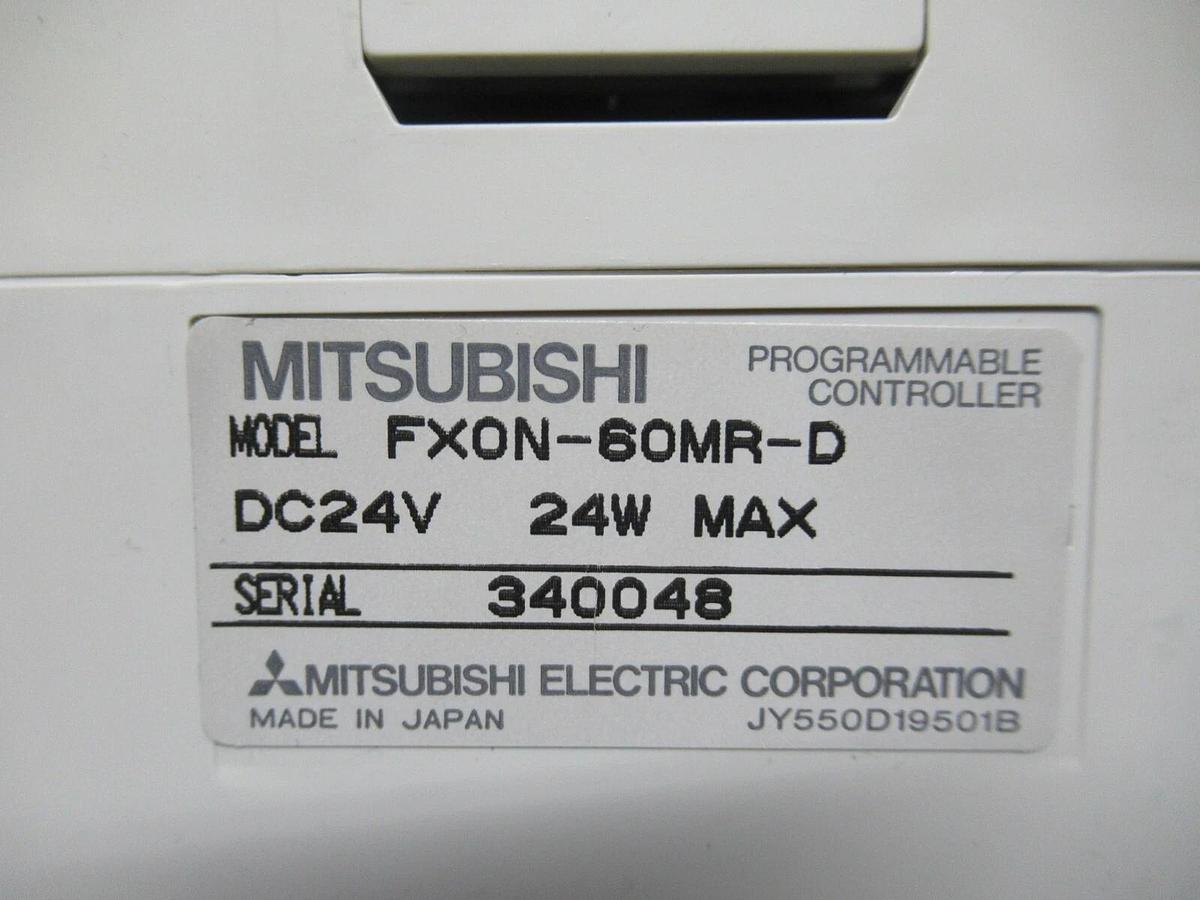 MITSUBISHI PROGRAMMABLE
CONTROLLER
MODEL FX0N-60MR-D
DC24V 24W MAX
SERIAL 340048
MITSUBISHI ELECTRIC CORPORATION
MADE IN JAPAN JY550D19501B